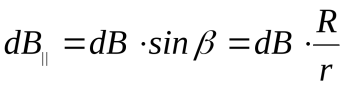 dB|| = dB · sin β = dB · R/r